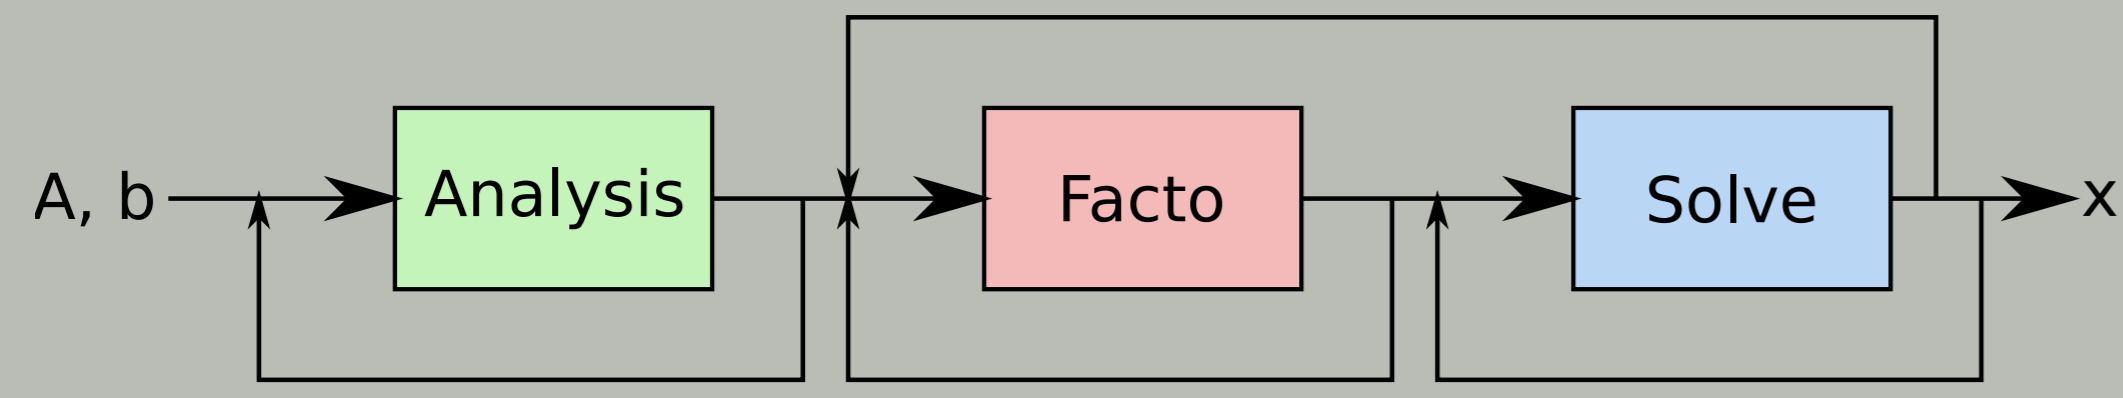 A, b
Analysis
Facto
Solve
x